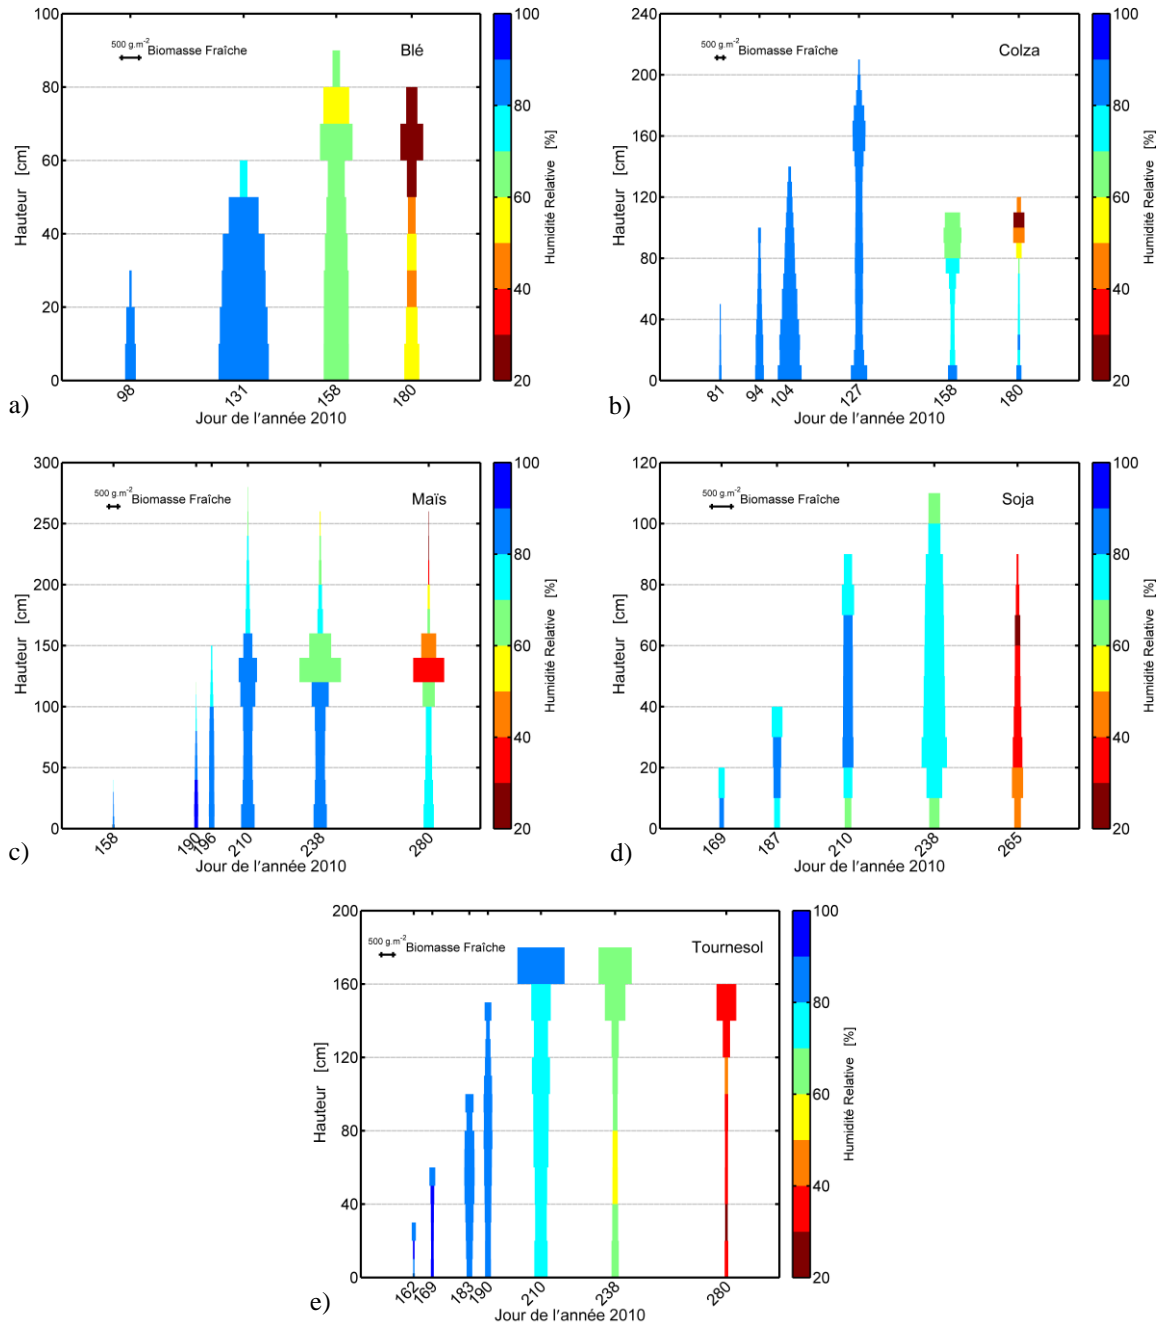 100
80
60
40
20
0
500 g.m-2
Biomasse Fraîche
Blé
Hauteur [cm]
98
131
158
180
Jour de l'année 2010
100
80
60
40
20
Humidité Relative [%]
a)
240
200
160
120
80
40
0
500 g.m-2
Biomasse Fraîche
Colza
Hauteur [cm]
81
94
104
127
158
180
Jour de l'année 2010
100
80
60
40
20
Humidité Relative [%]
b)
300
250
200
150
100
50
0
500 g.m-2
Biomasse Fraîche
Maïs
Hauteur [cm]
158
190
196
210
238
280
Jour de l'année 2010
100
80
60
40
20
Humidité Relative [%]
c)
120
100
80
60
40
20
0
500 g.m-2
Biomasse Fraîche
Soja
Hauteur [cm]
169
187
210
238
265
Jour de l'année 2010
100
80
60
40
20
Humidité Relative [%]
d)
200
160
120
80
40
0
500 g.m-2
Biomasse Fraîche
Tournesol
Hauteur [cm]
162
169
183
190
210
238
280
Jour de l'année 2010
100
80
60
40
20
Humidité Relative [%]
e)